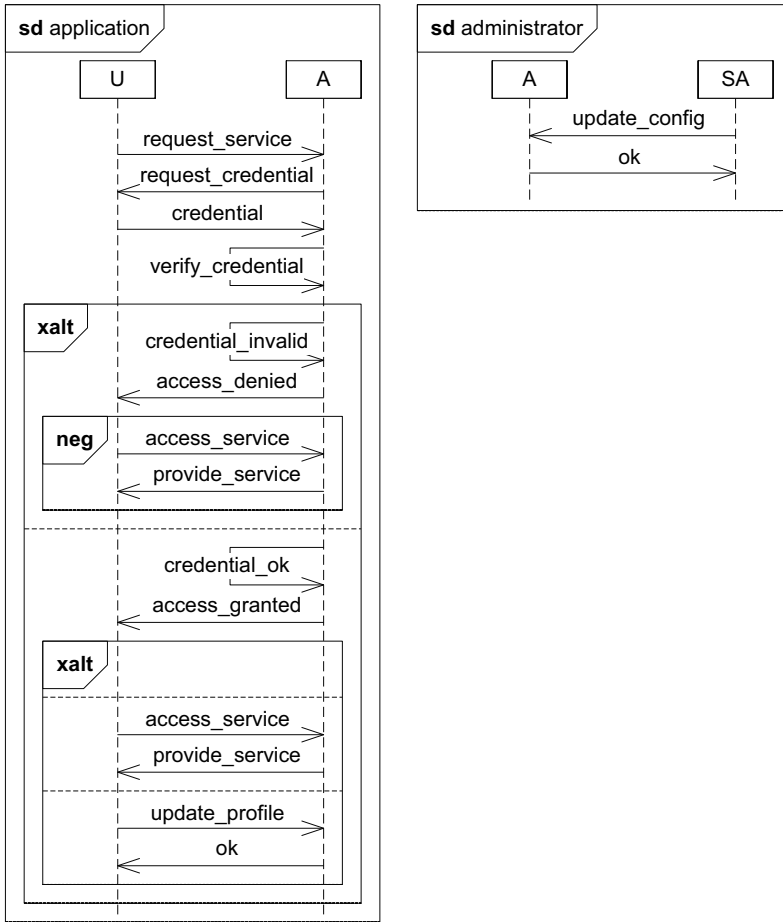 sd application
U
A
request_service
request_credential
credential
verify_credential
xalt
credential_invalid
access_denied
neg
access_service
provide_service
credential_ok
access_granted
xalt
access_service
provide_service
update_profile
ok
sd administrator
A
SA
update_config
ok